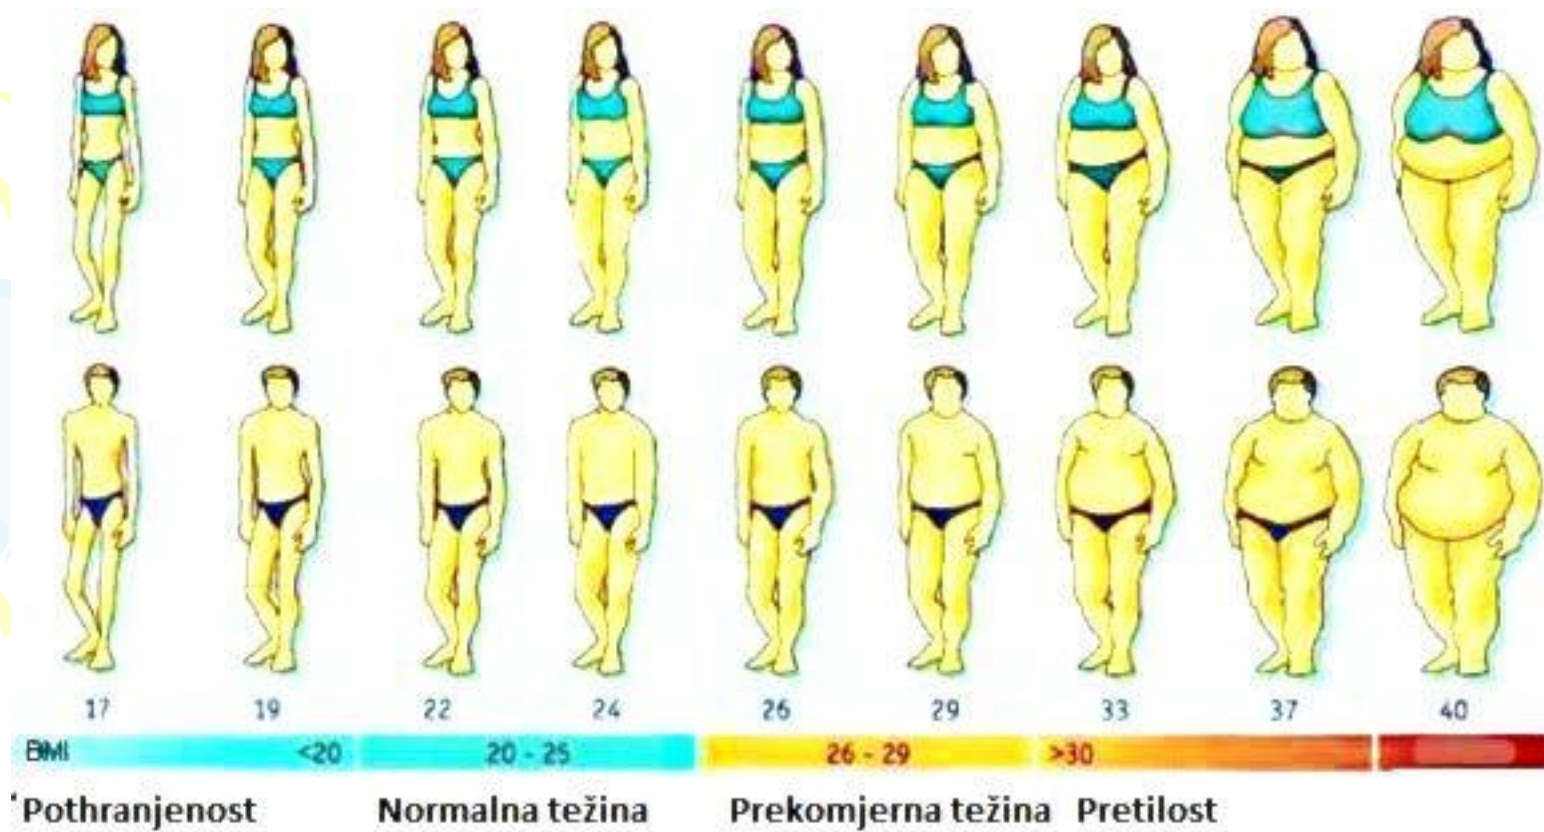 17 19 22 24 26 29 33 37 40
BMI <20 20 - 25 26 - 29 >30
Pothranjenost Normalna težina Prekomjerna težina Pretilost